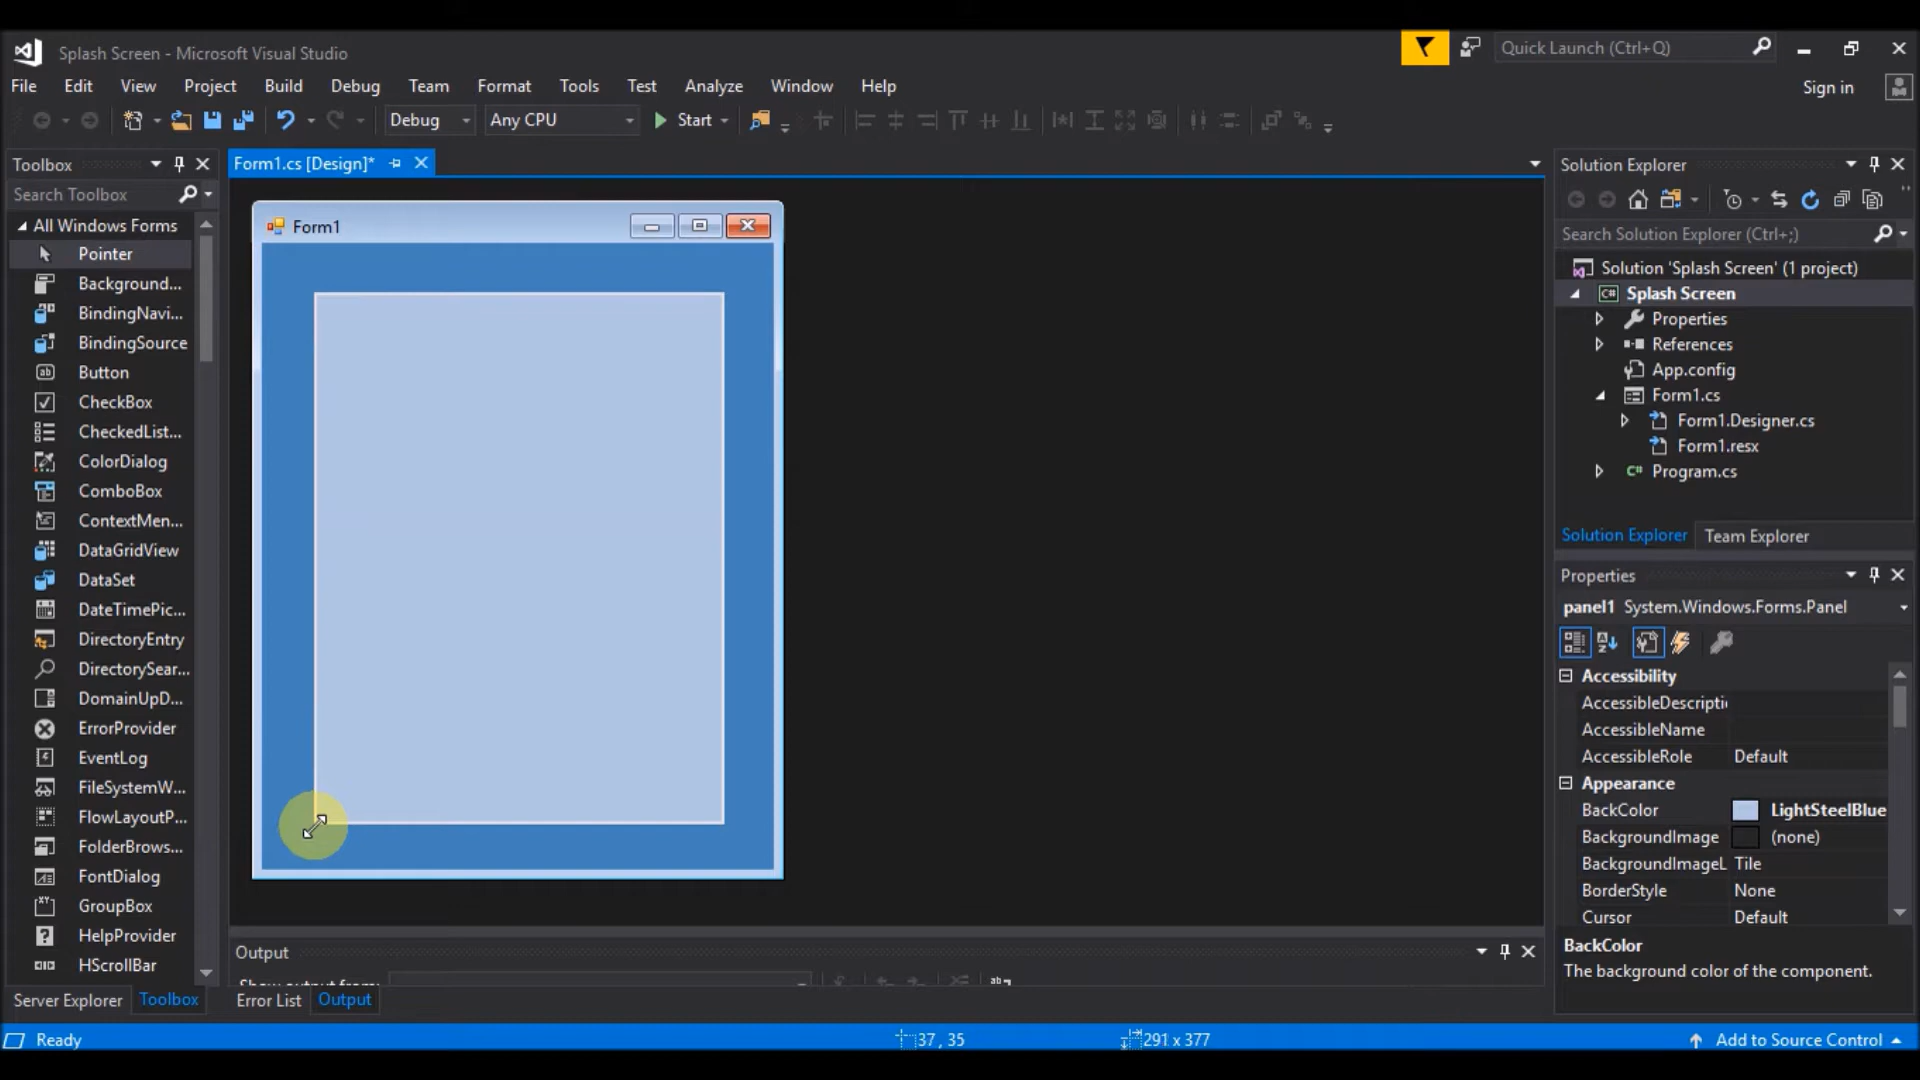 Splash Screen - Microsoft Visual Studio
Quick Launch (Ctrl+Q)
File Edit View Project Build Debug Team Format Tools Test Analyze Window Help
Sign in
Debug Any CPU Start
Toolbox
Search Toolbox
All Windows Forms
Pointer
Background...
BindingNavi...
BindingSource
Button
CheckBox
CheckedList...
ColorDialog
ComboBox
ContextMen...
DataGridView
DataSet
DateTimePic...
DirectoryEntry
DirectorySear...
DomainUpD...
ErrorProvider
EventLog
FileSystemW...
FlowLayoutP...
FolderBrows...
FontDialog
GroupBox
HelpProvider
HScrollBar
Server Explorer Toolbox
Form1.cs [Design]*
Form1
Output
Show output from:
Error List Output
Solution Explorer
Search Solution Explorer (Ctrl+;)
Solution 'Splash Screen' (1 project)
C# Splash Screen
Properties
References
App.config
Form1.cs
Form1.Designer.cs
Form1.resx
C# Program.cs
Solution Explorer Team Explorer
Properties
panel1 System.Windows.Forms.Panel
Accessibility
AccessibleDescripti
AccessibleName
AccessibleRole Default
Appearance
BackColor LightSteelBlue
BackgroundImage (none)
BackgroundImageL Tile
BorderStyle None
Cursor Default
BackColor
The background color of the component.
Ready 37 , 35 291 x 377 Add to Source Control